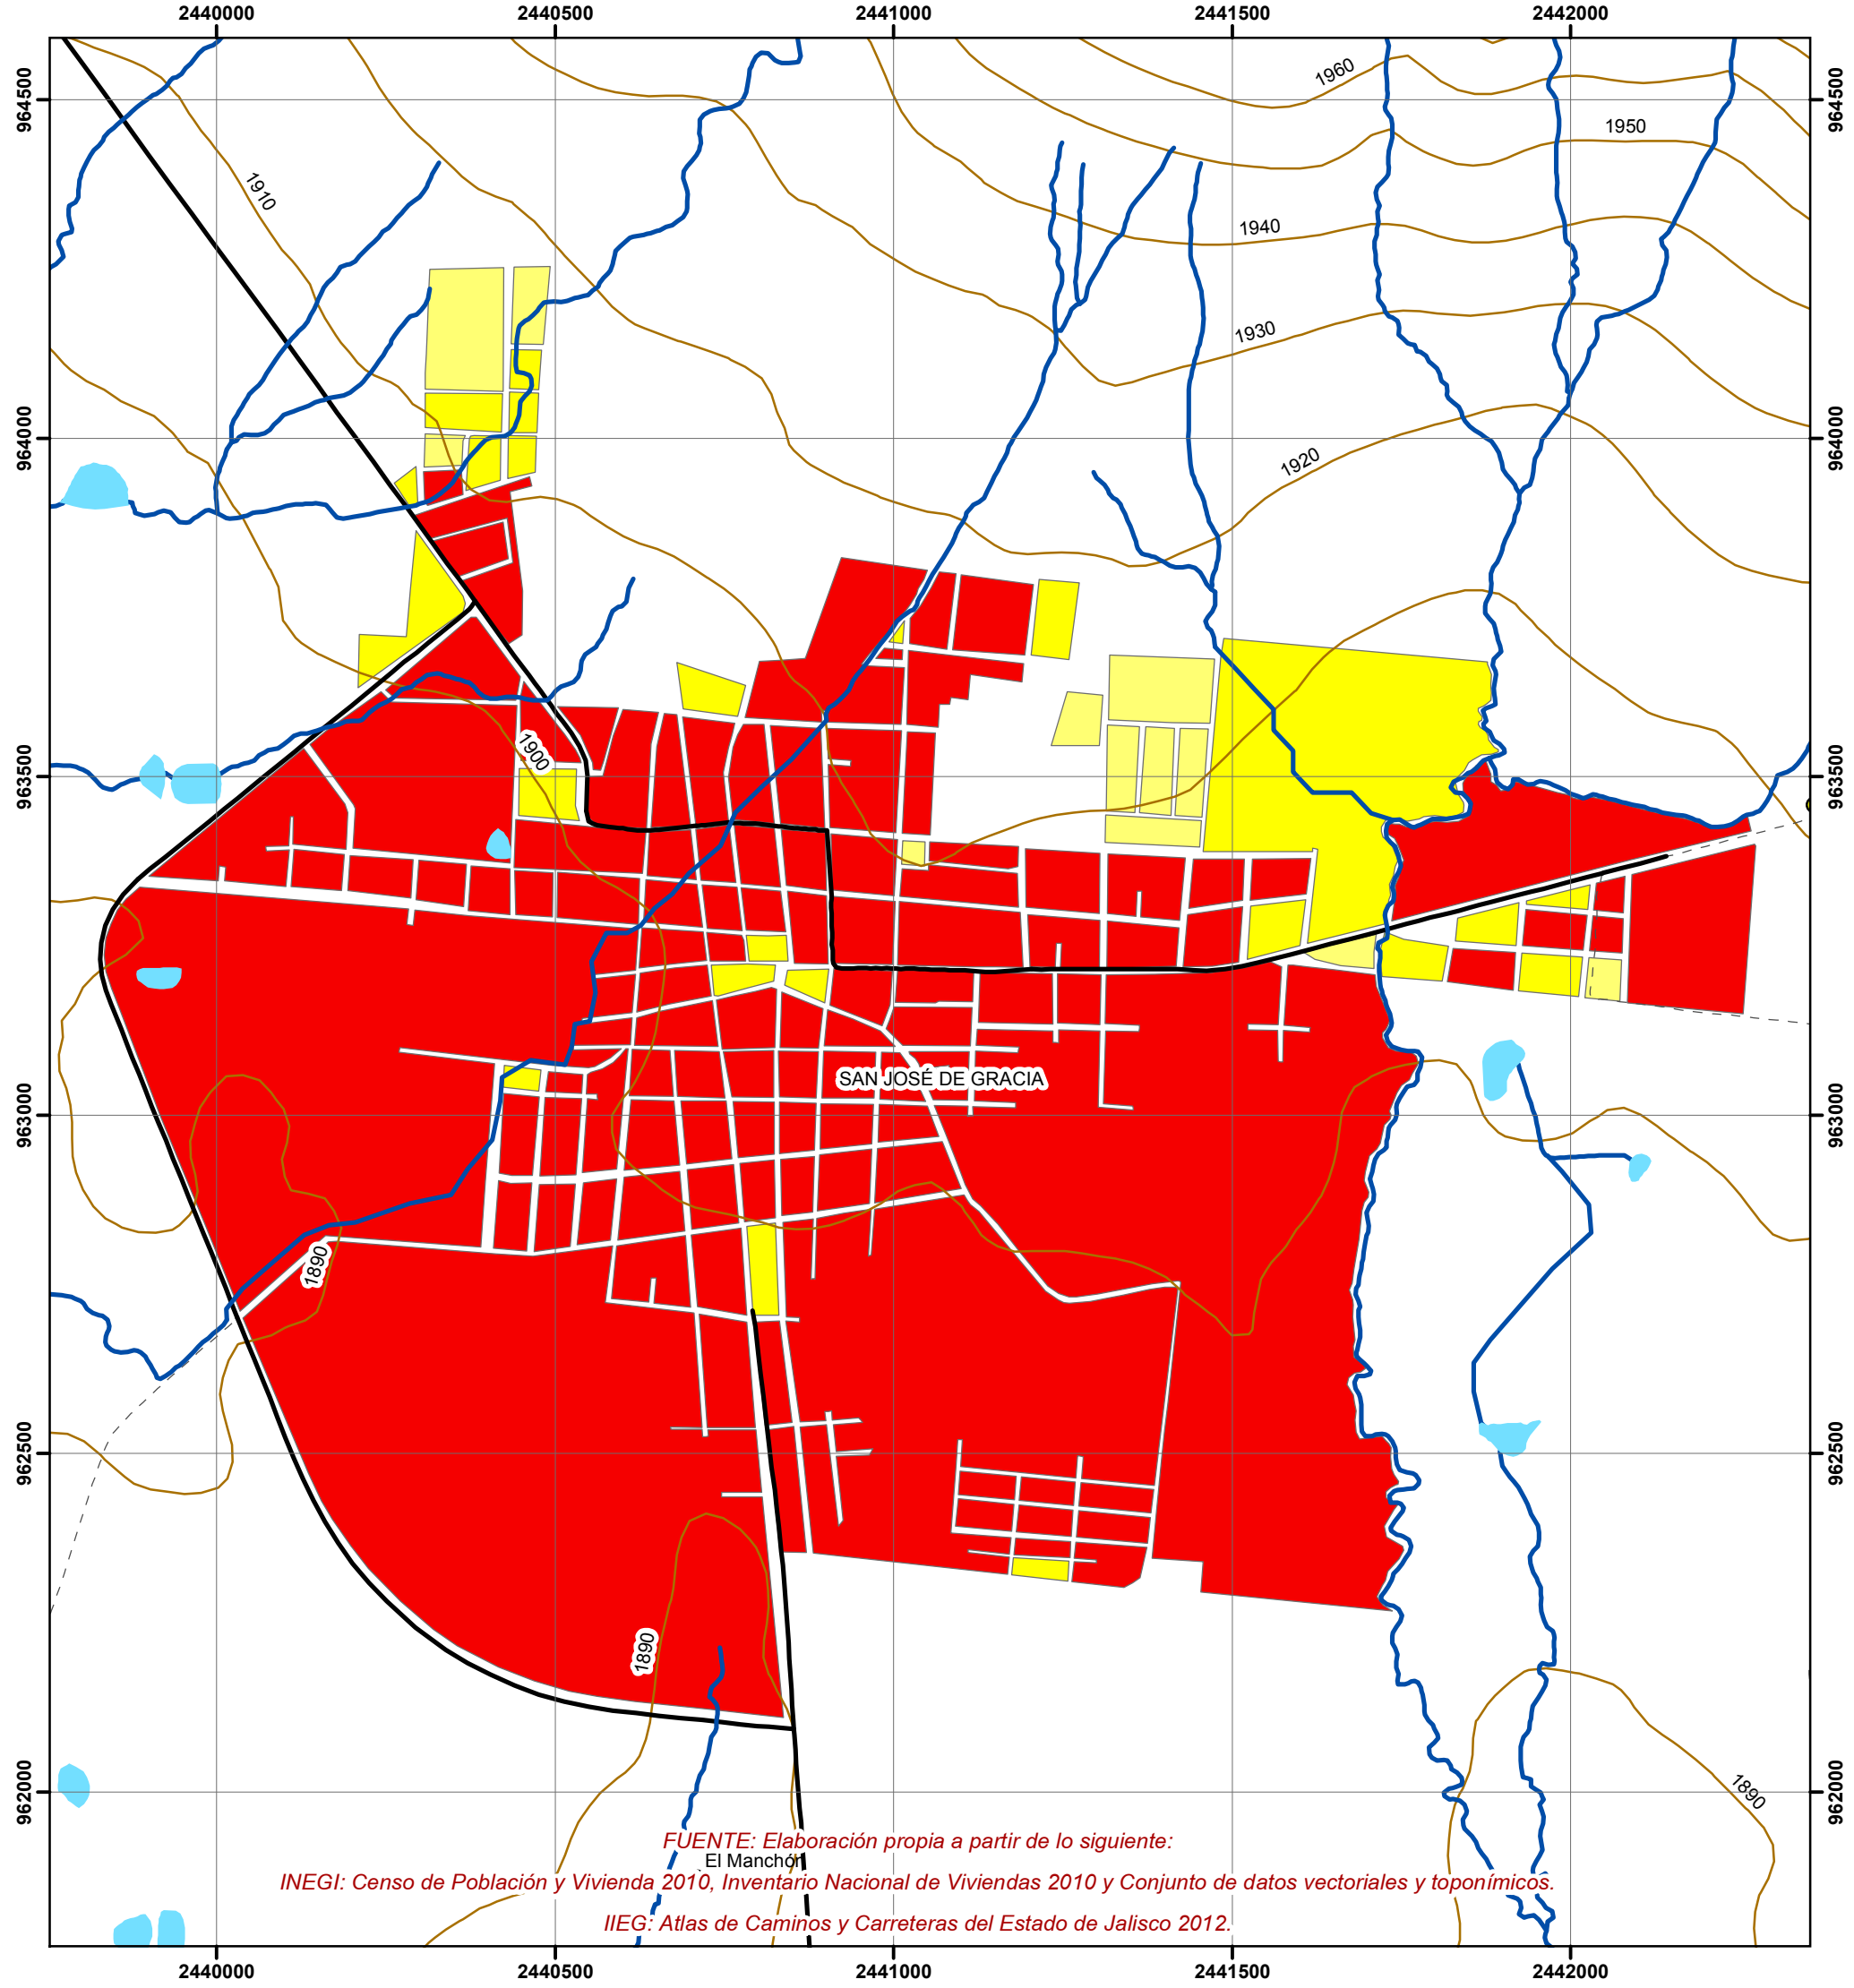 2440000 2440500 2441000 2441500 2442000
964500 964500
1960
1950
1910
1940
1930
964000 964000
1920
963500 963500
1900
SAN JOSÉ DE GRACIA
963000 963000
1890
962500 962500
1890
962000 962000
1890
FUENTE: Elaboración propia a partir de lo siguiente:
El Manchón
INEGI: Censo de Población y Vivienda 2010, Inventario Nacional de Viviendas 2010 y Conjunto de datos vectoriales y toponímicos.
IIEG: Atlas de Caminos y Carreteras del Estado de Jalisco 2012.
2440000 2440500 2441000 2441500 2442000